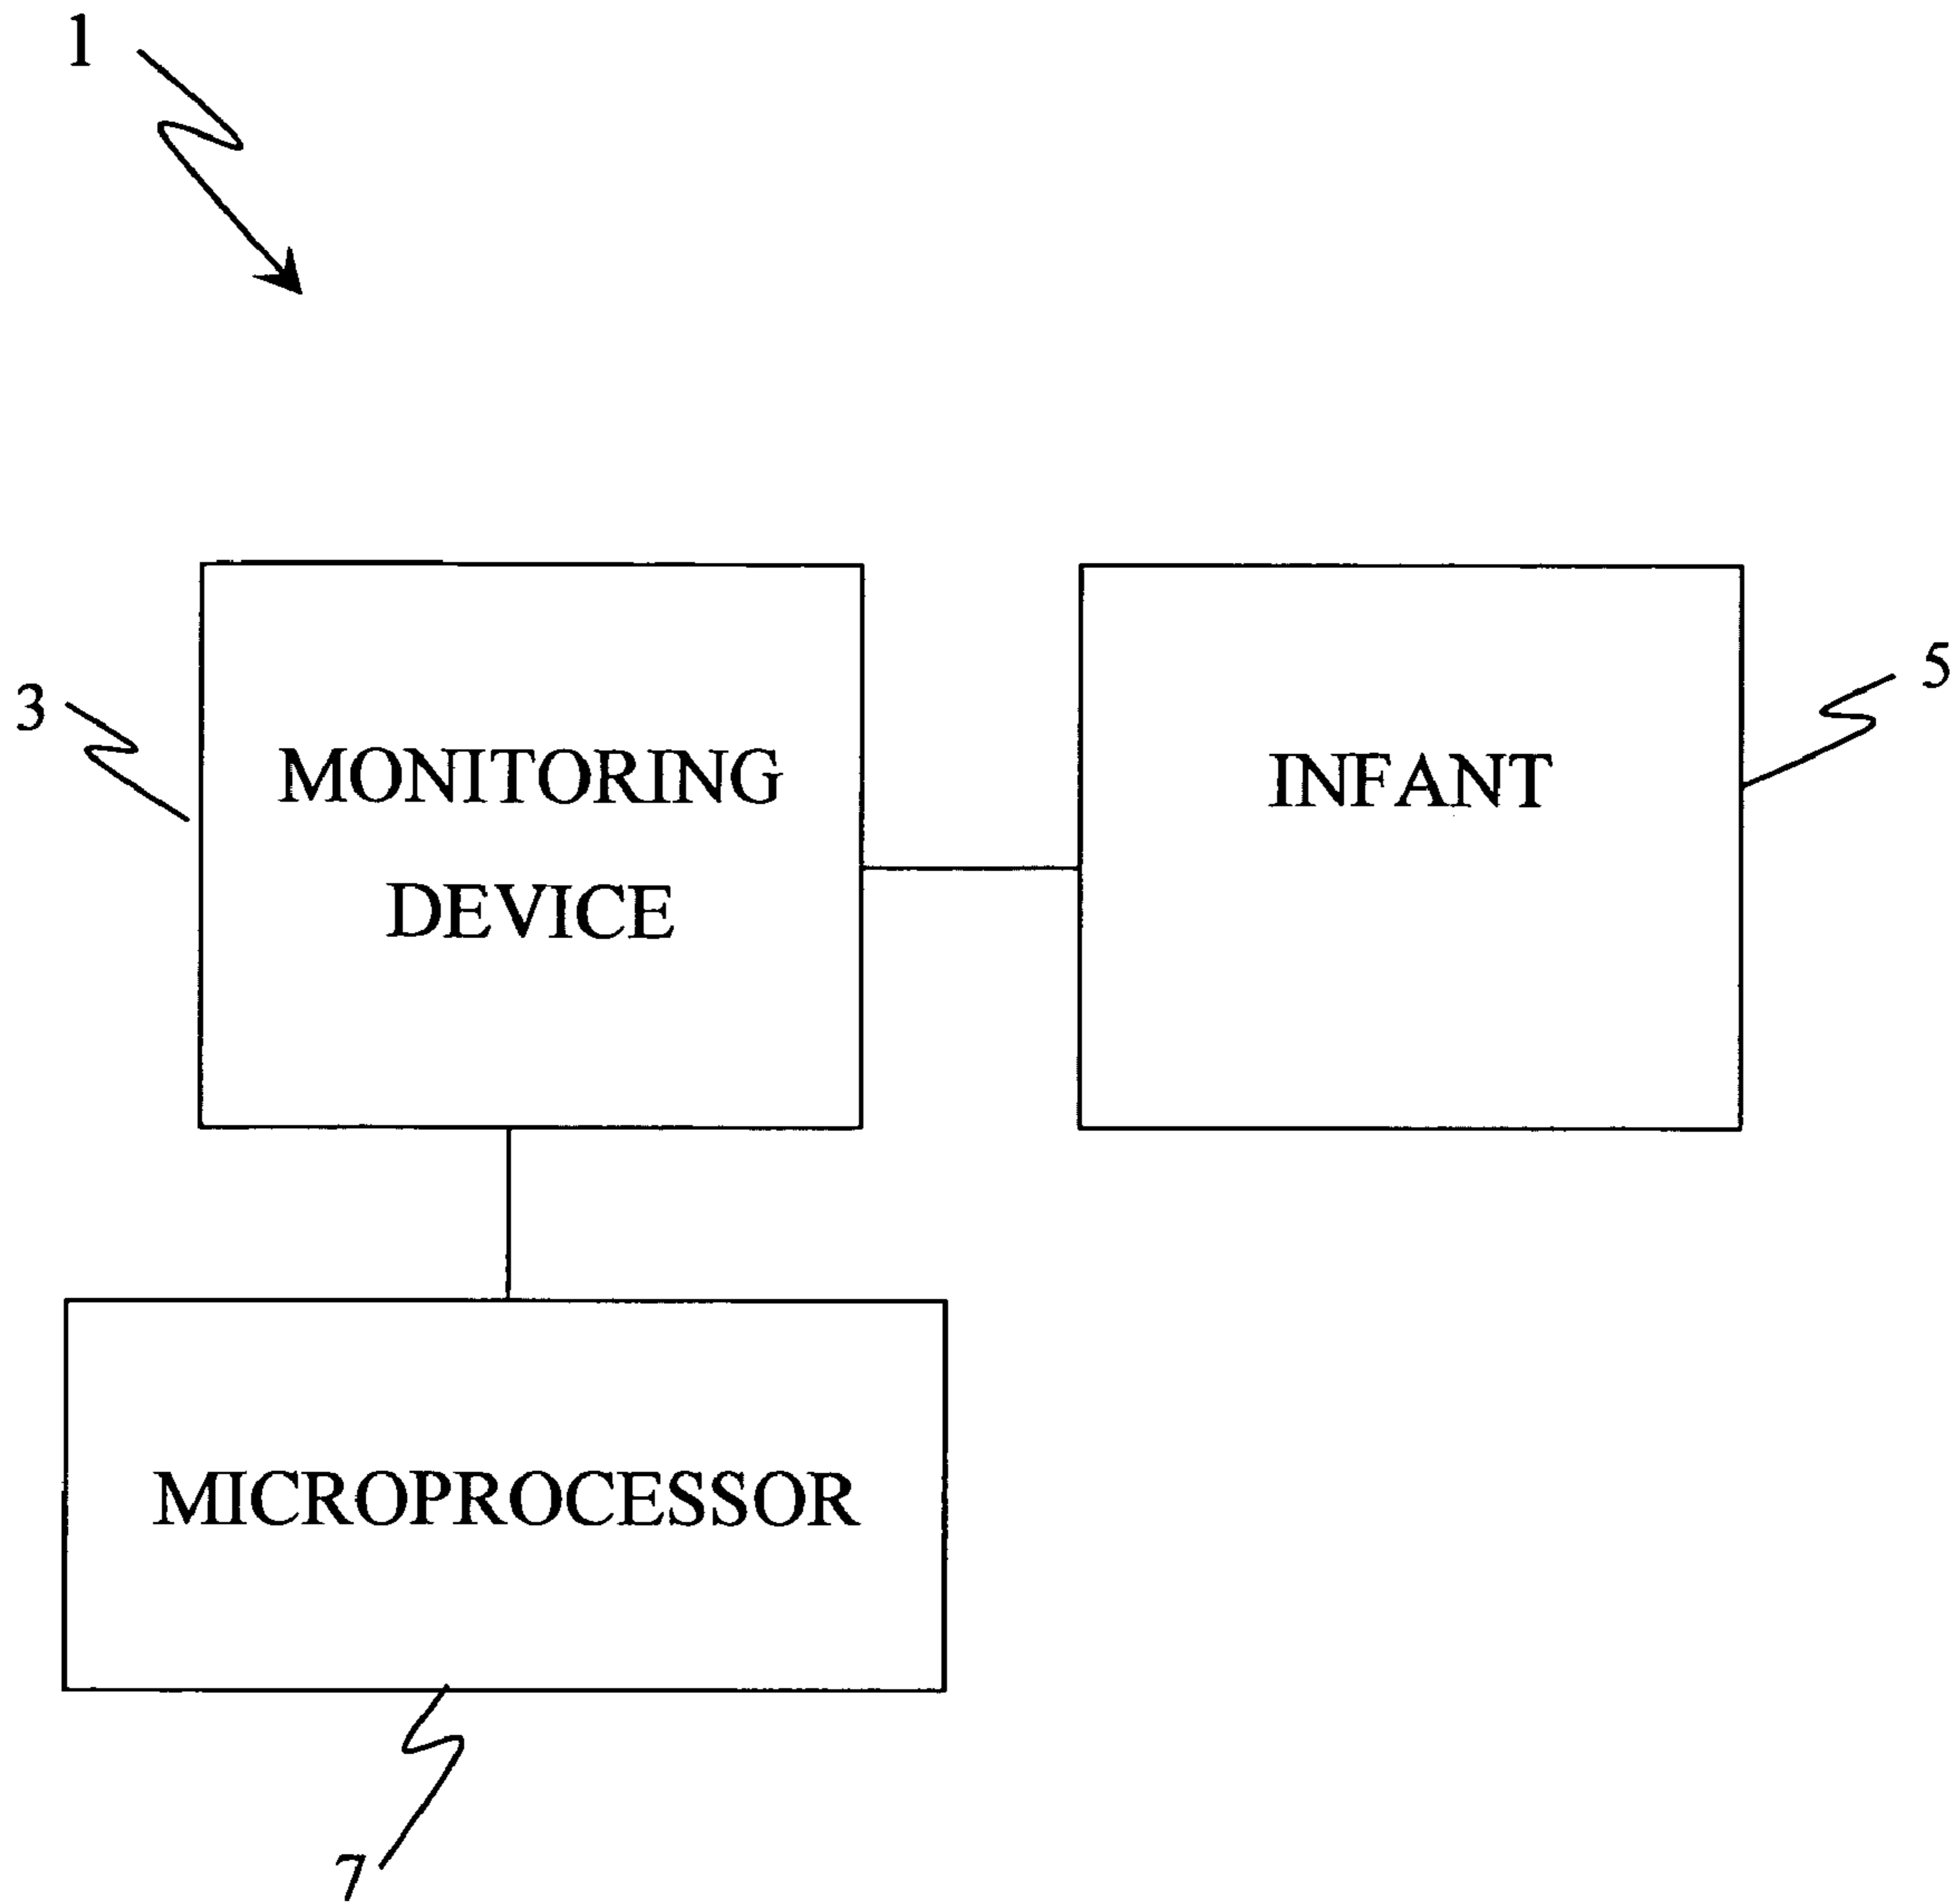 1
3
5
MONITORING
DEVICE
INFANT
MICROPROCESSOR
7